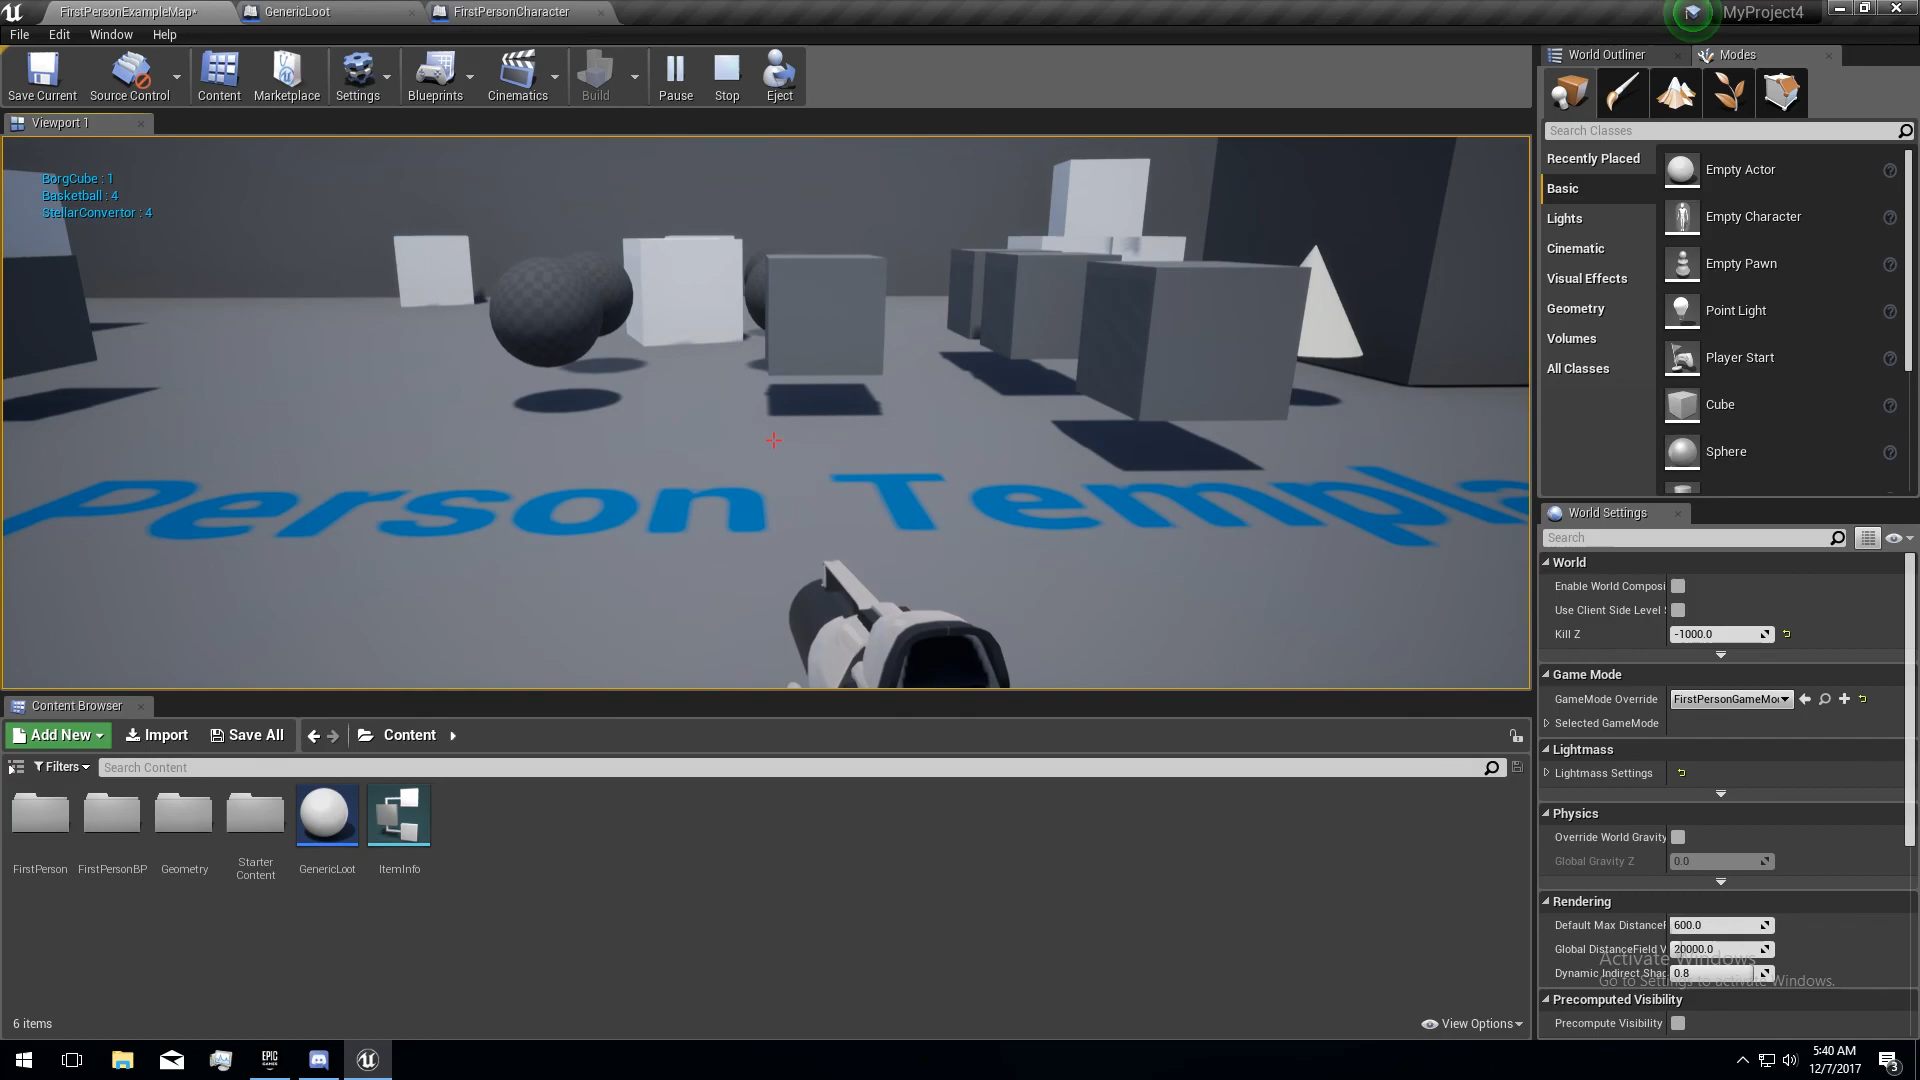 FirstPersonExampleMap*
GenericLoot
FirstPersonCharacter
MyProject4
File
Edit
Window
Help
Save Current
Source Control
Content
Marketplace
Settings
Blueprints
Cinematics
Build
Pause
Stop
Eject
Viewport 1
BorgCube : 1
Basketball : 4
StellarConvertor : 4
Person Templa
World Outliner
Modes
Search Classes
Recently Placed
Basic
Lights
Cinematic
Visual Effects
Geometry
Volumes
All Classes
Empty Actor
Empty Character
Empty Pawn
Point Light
Player Start
Cube
Sphere
World Settings
Search
World
Enable World Composi
Use Client Side Level
Kill Z
-1000.0
Game Mode
GameMode Override
FirstPersonGameMo
Selected GameMode
Lightmass
Lightmass Settings
Physics
Override World Gravity
Global Gravity Z
0.0
Rendering
Default Max DistanceF
600.0
Global DistanceField V
20000.0
Dynamic Indirect Shad
0.8
Activate Windows
Go to Settings to activate Windows.
Precomputed Visibility
Precompute Visibility
Content Browser
Add New
Import
Save All
Content
Filters
Search Content
FirstPerson
FirstPersonBP
Geometry
Starter
Content
GenericLoot
ItemInfo
6 items
View Options
EPIC
GAMES
5:40 AM
12/7/2017
3